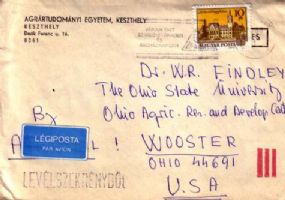 AGRÁRTUDOMÁNYI EGYETEM, KESZTHELY
KESZTHELY
Deák Ferenc u. 16.
8361
MAGYAR POSTA
Dr. W.R. FINDLEY
The Ohio State University
Ohio Agric. Res. and Develop.
By
A L!
LÉGIPOSTA
PAR AVION
WOOSTER
OHIO 44691
U.S.A
LEVÉLSZEKRÉNYBŐL